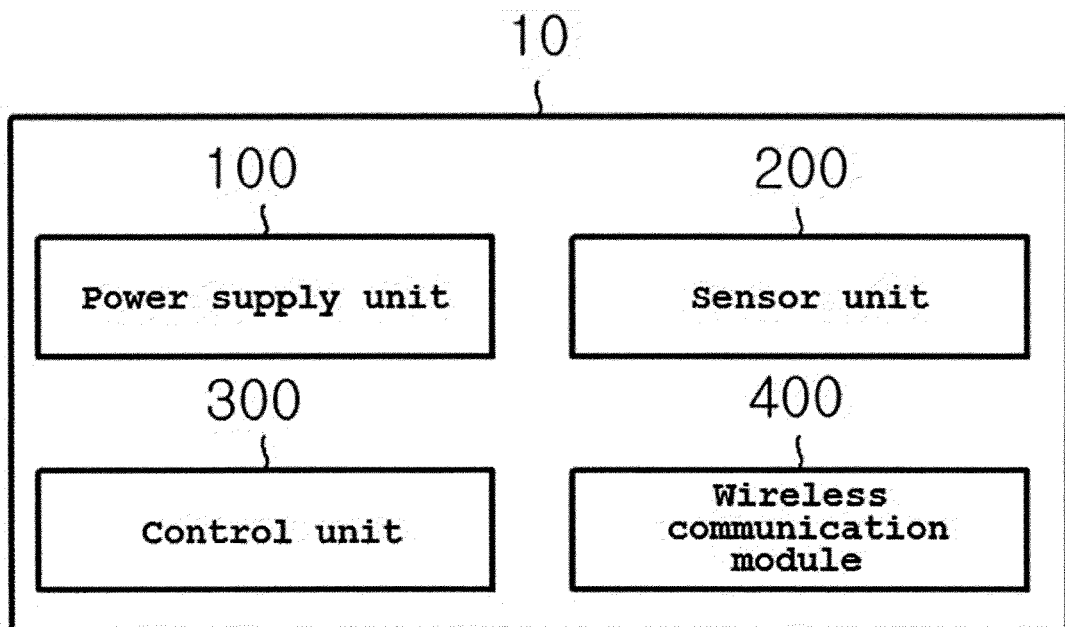 10
100
200
Power supply unit
Sensor unit
300
400
Control unit
Wireless
communication
module